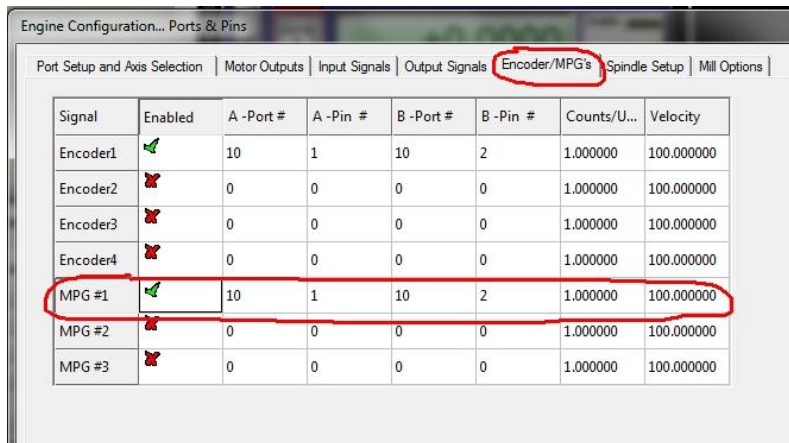 Engine Configuration... Ports & Pins
Port Setup and Axis Selection Motor Outputs Input Signals Output Signals Encoder/MPG's Spindle Setup Mill Options
Signal Enabled A -Port # A -Pin # B -Port # B -Pin # Counts/U... Velocity
Encoder1 10 1 10 2 1.000000 100.000000
Encoder2 0 0 0 0 1.000000 100.000000
Encoder3 0 0 0 0 1.000000 100.000000
Encoder4 0 0 0 0 1.000000 100.000000
MPG #1 10 1 10 2 1.000000 100.000000
MPG #2 0 0 0 0 1.000000 100.000000
MPG #3 0 0 0 0 1.000000 100.000000